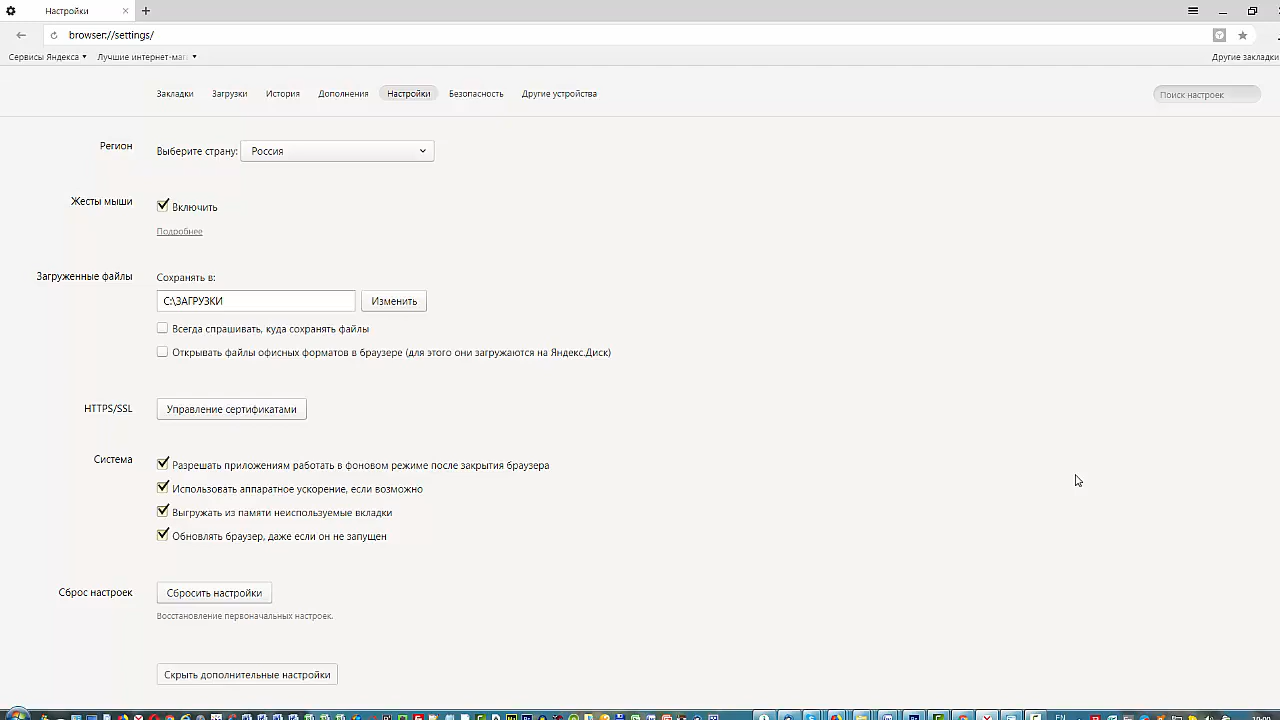 Настройки
browser://settings/
Сервисы Яндекса
Лучшие интернет-маг
Другие закладки
Закладки
Загрузки
История
Дополнения
Настройки
Безопасность
Другие устройства
Поиск настроек
Регион
Выберите страну:
Россия
Жесты мыши
Включить
Подробнее
Загруженные файлы
Сохранять в:
C:\ЗАГРУЗКИ
Изменить
Всегда спрашивать, куда сохранять файлы
Открывать файлы офисных форматов в браузере (для этого они загружаются на Яндекс.Диск)
HTTPS/SSL
Управление сертификатами
Система
Разрешать приложениям работать в фоновом режиме после закрытия браузера
Использовать аппаратное ускорение, если возможно
Выгружать из памяти неиспользуемые вкладки
Обновлять браузер, даже если он не запущен
Сброс настроек
Сбросить настройки
Восстановление первоначальных настроек.
Скрыть дополнительные настройки
EN